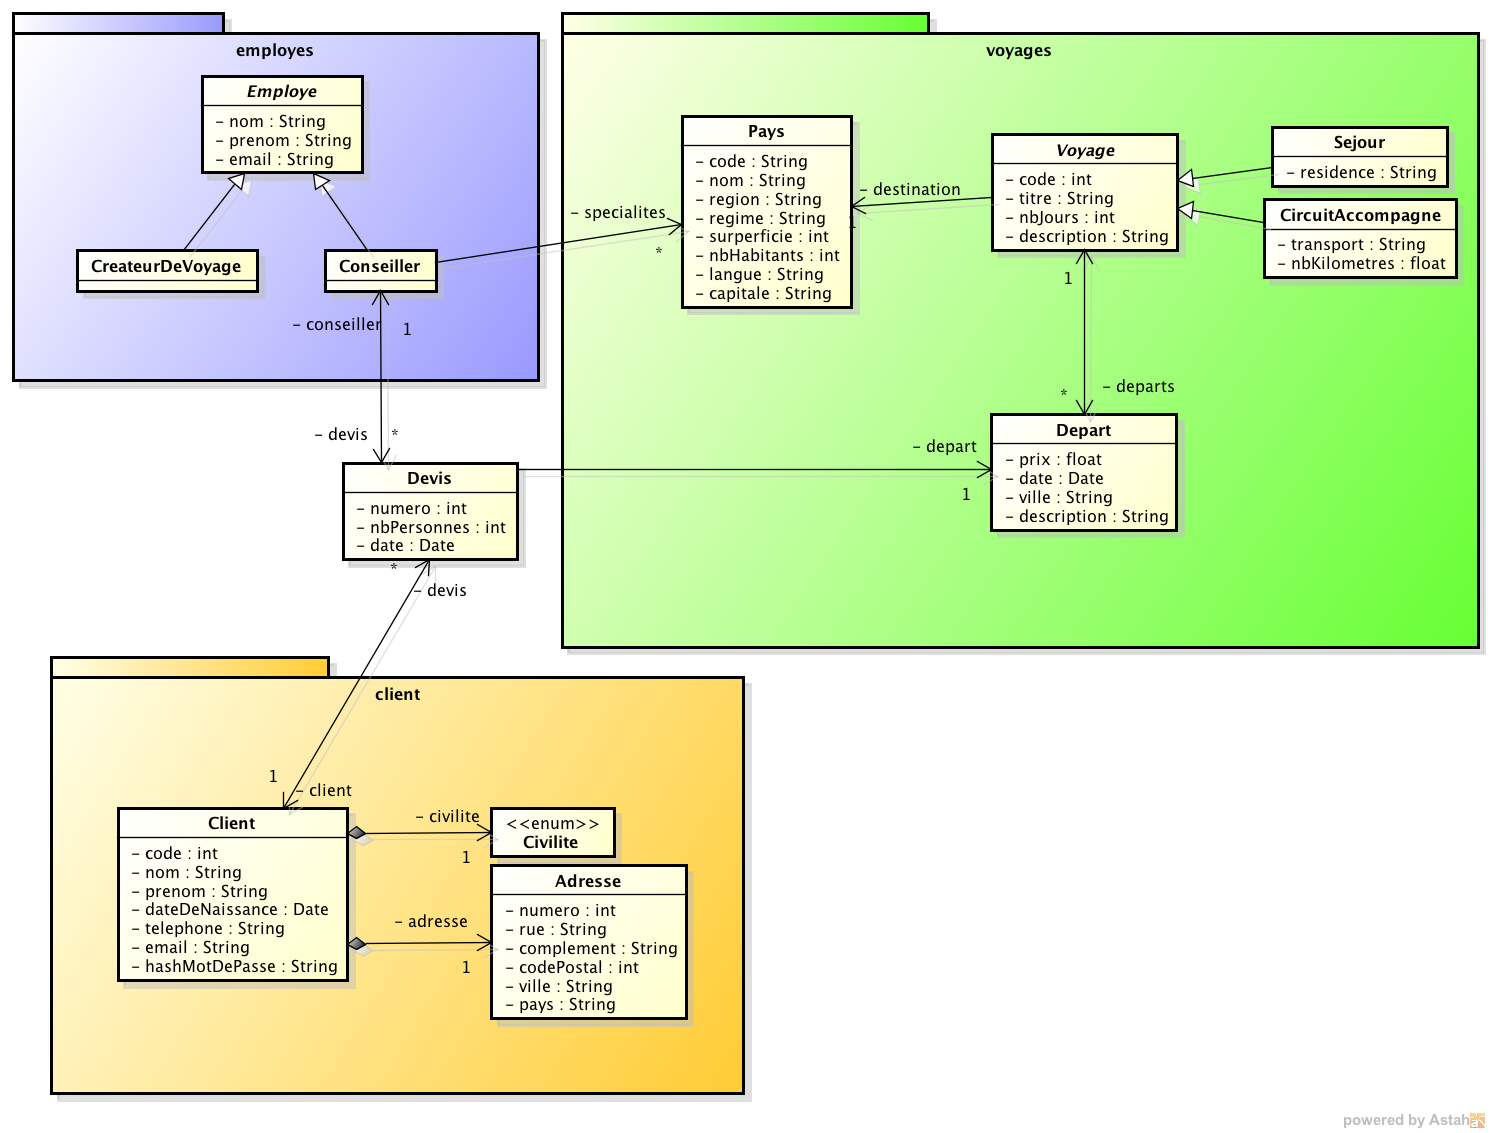 employes
Employe
- nom : String
- prenom : String
- email : String
CreateurDeVoyage
Conseiller
- conseiller
1
- specialites
*
voyages
Pays
- code : String
- nom : String
- region : String
- regime : String
- surperficie : int
- nbHabitants : int
- langue : String
- capitale : String
- destination
1
Voyage
- code : int
- titre : String
- nbJours : int
- description : String
Sejour
- residence : String
CircuitAccompagne
- transport : String
- nbKilometres : float
1
*
- departs
Depart
- prix : float
- date : Date
- ville : String
- description : String
- depart
1
- devis
*
Devis
- numero : int
- nbPersonnes : int
- date : Date
*
- devis
client
1
- client
Client
- code : int
- nom : String
- prenom : String
- dateDeNaissance : Date
- telephone : String
- email : String
- hashMotDePasse : String
- civilite
1
<<enum>>
Civilite
- adresse
1
Adresse
- numero : int
- rue : String
- complement : String
- codePostal : int
- ville : String
- pays : String
powered by Astah